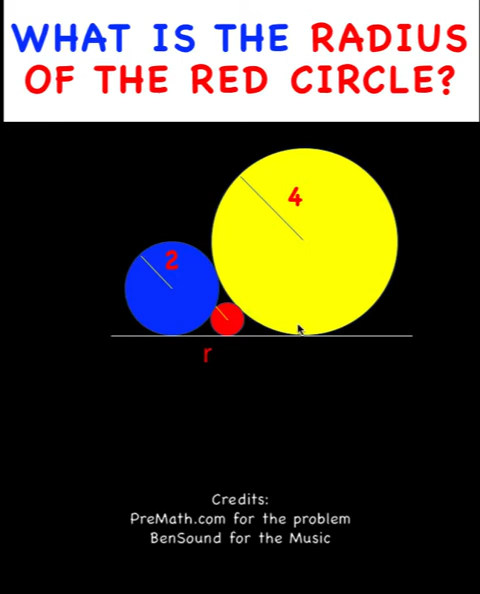 WHAT IS THE RADIUS
OF THE RED CIRCLE?
4
2
r
Credits:
PreMath.com for the problem
BenSound for the Music